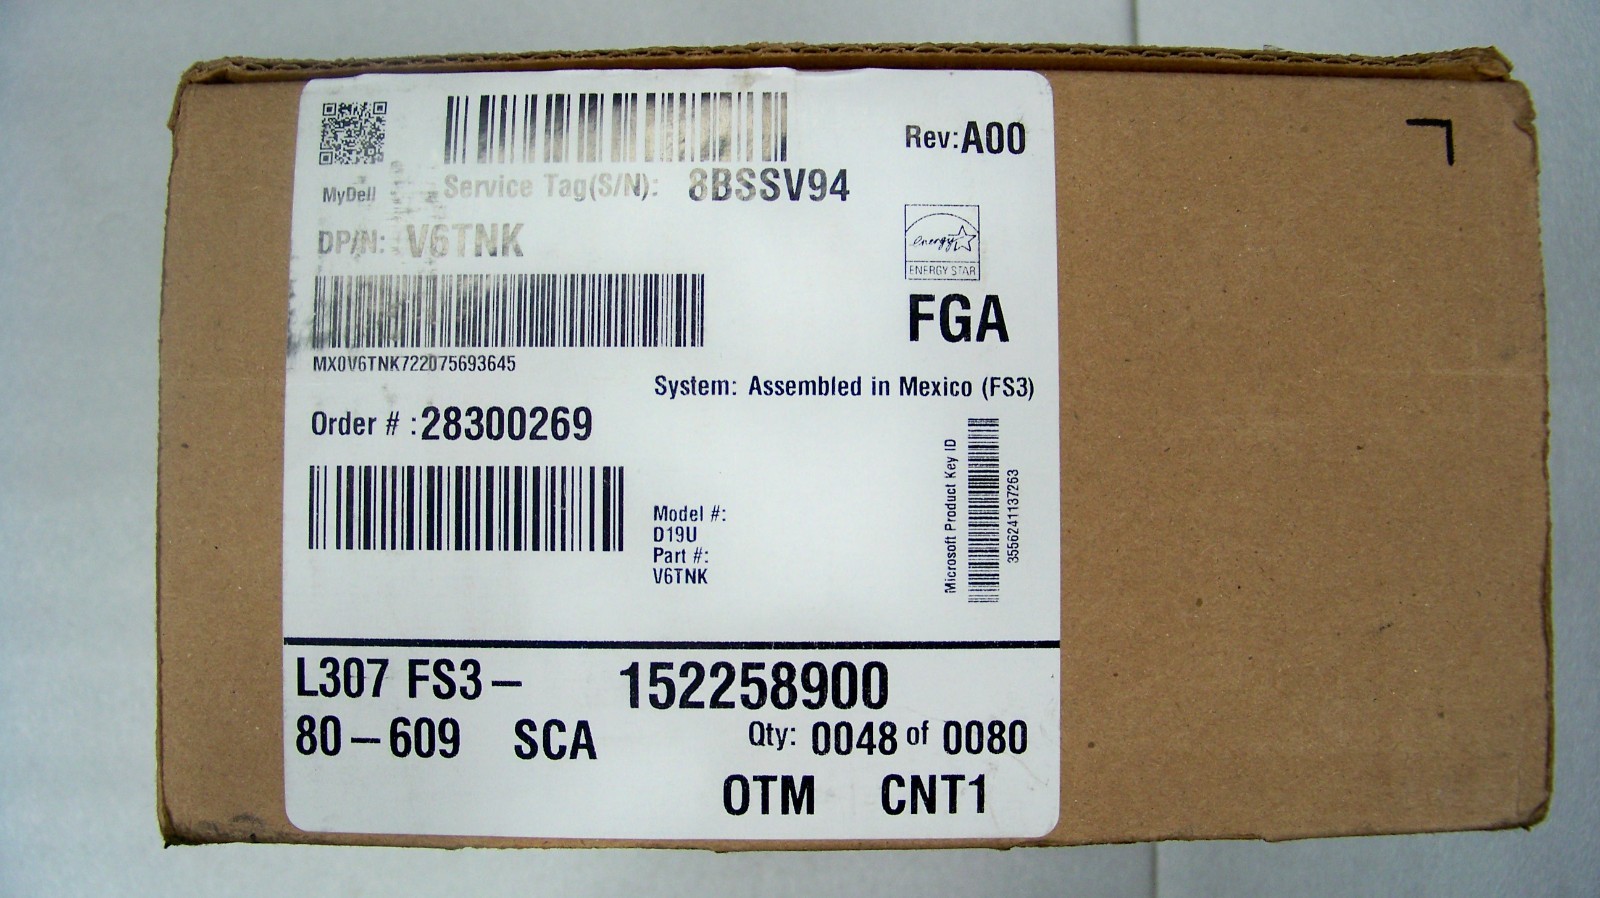 Rev:A00
MyDell
Service Tag(S/N): 8BSSV94
DP/N: V6TNK
energy
ENERGY STAR
FGA
MX0V6TNK722075693645
System: Assembled in Mexico (FS3)
Order # :28300269
Microsoft Product Key ID
3556241137263
Model #:
D19U
Part #:
V6TNK
L307 FS3- 152258900
80-609 SCA Qty: 0048 of 0080
OTM CNT1